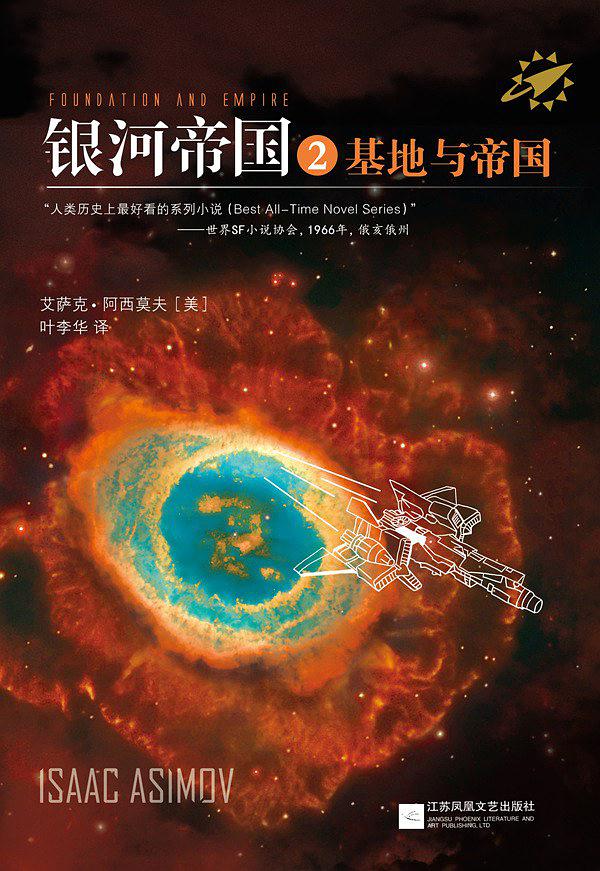 FOUNDATION AND EMPIRE
银河帝国 2 基地与帝国
“人类历史上最好看的系列小说（Best All-Time Novel Series）”
——世界SF小说协会，1966年，俄亥俄州
艾萨克·阿西莫夫［美］
叶李华 译
ISAAC ASIMOV
江苏凤凰文艺出版社
JIANGSU PHOENIX LITERATURE AND
ART PUBLISHING,LTD